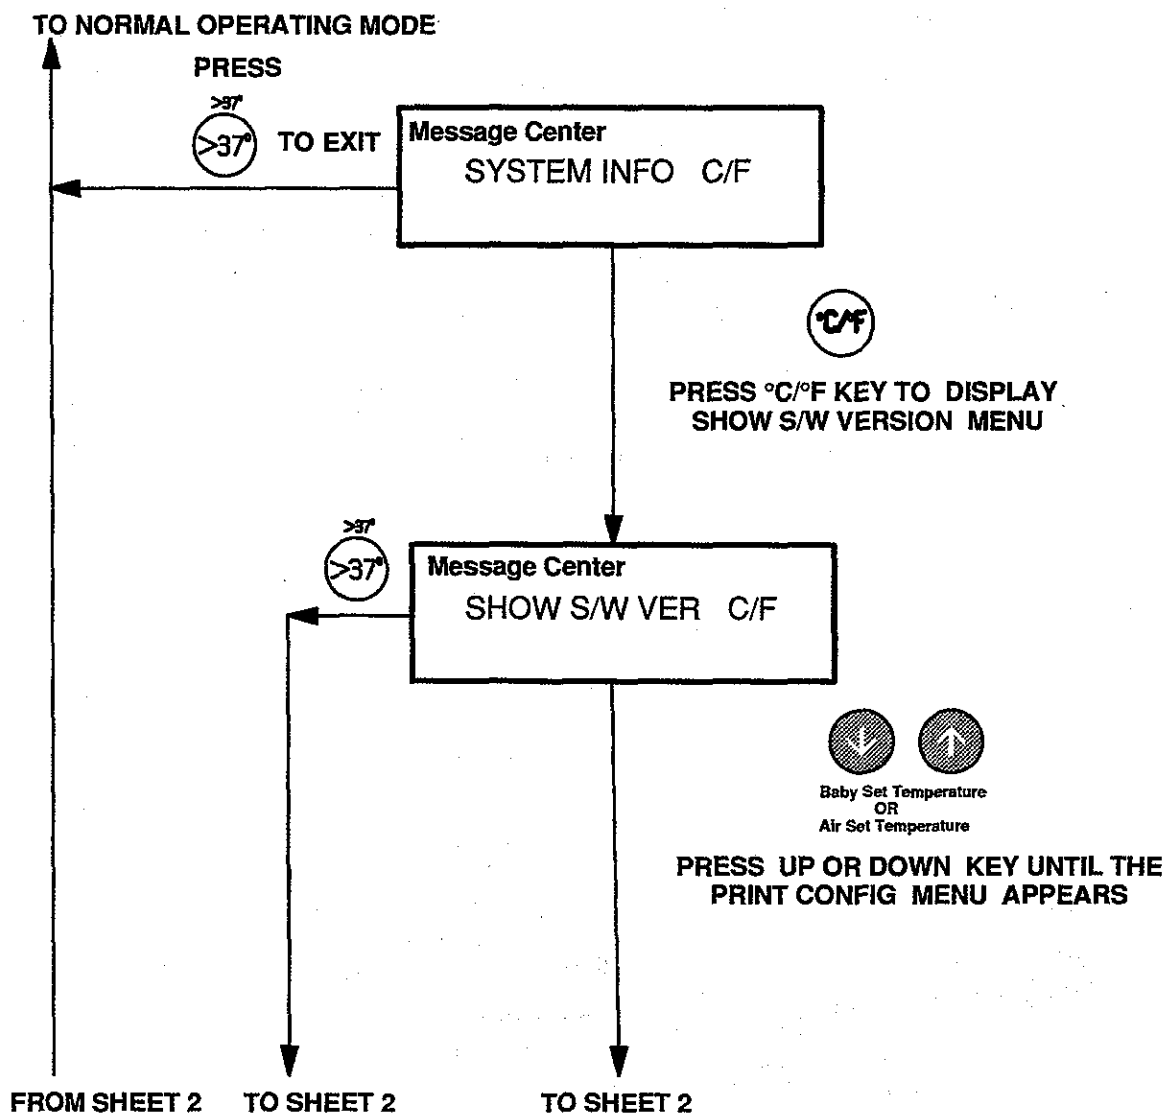 TO NORMAL OPERATING MODE
PRESS
>37°
>37° TO EXIT
Message Center
SYSTEM INFO C/F
°C/°F
PRESS °C/°F KEY TO DISPLAY
SHOW S/W VERSION MENU
>37°
>37°
Message Center
SHOW S/W VER C/F
Baby Set Temperature
OR
Air Set Temperature
PRESS UP OR DOWN KEY UNTIL THE
PRINT CONFIG MENU APPEARS
FROM SHEET 2 TO SHEET 2 TO SHEET 2